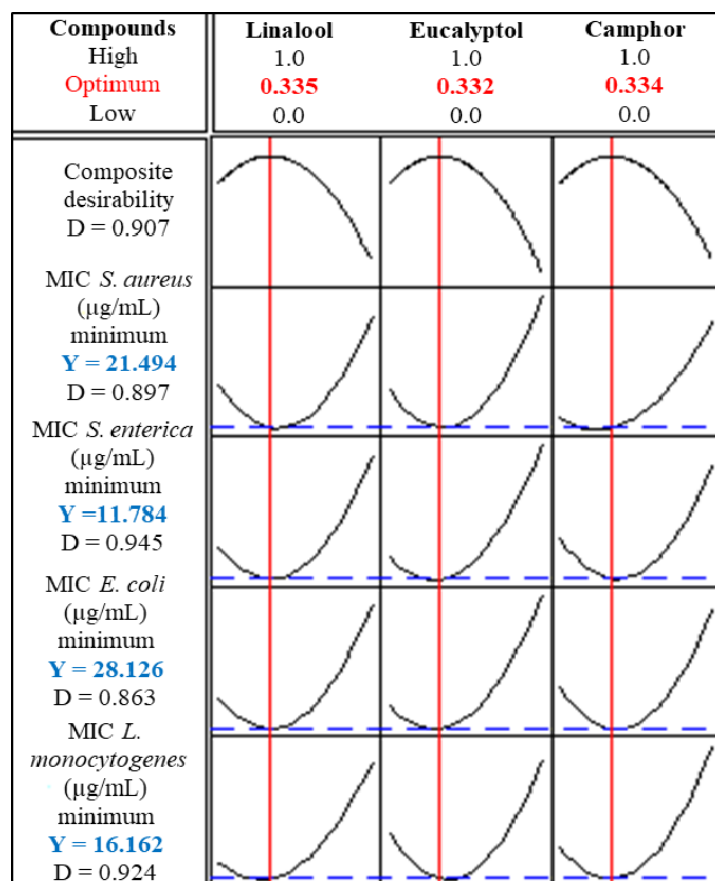 Compounds
High
Optimum
Low
Linalool
1.0
0.335
0.0
Eucalyptol
1.0
0.332
0.0
Camphor
1.0
0.334
0.0
Composite
desirability
D = 0.907
MIC S. aureus
(µg/mL)
minimum
Y = 21.494
D = 0.897
MIC S. enterica
(µg/mL)
minimum
Y =11.784
D = 0.945
MIC E. coli
(µg/mL)
minimum
Y = 28.126
D = 0.863
MIC L.
monocytogenes
(µg/mL)
minimum
Y = 16.162
D = 0.924